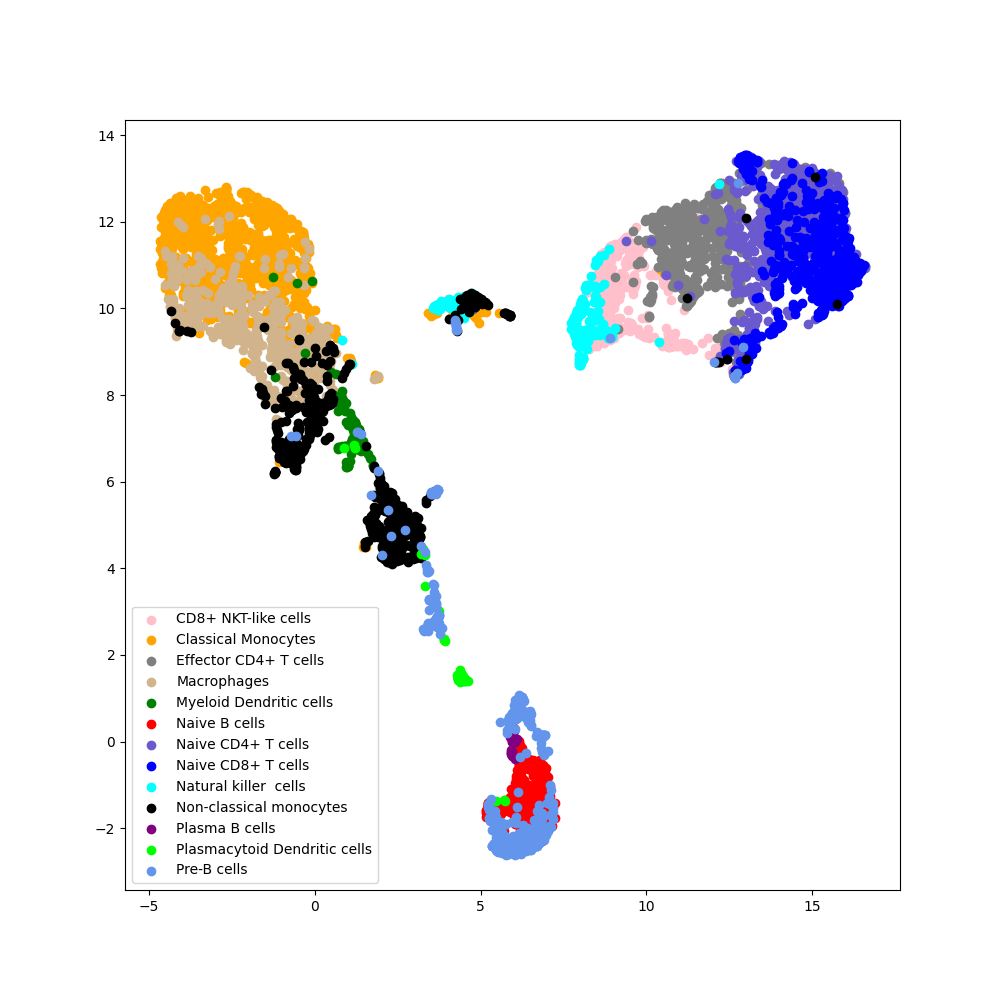 14
12
10
8
6
4
2
0
−2
−5
0
5
10
15
CD8+ NKT-like cells
Classical Monocytes
Effector CD4+ T cells
Macrophages
Myeloid Dendritic cells
Naive B cells
Naive CD4+ T cells
Naive CD8+ T cells
Natural killer  cells
Non-classical monocytes
Plasma B cells
Plasmacytoid Dendritic cells
Pre-B cells